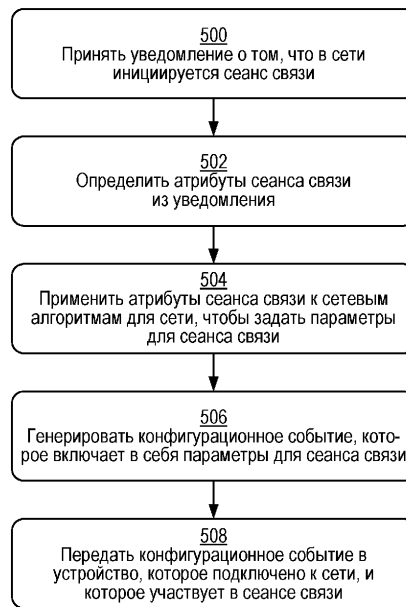 500
Принять уведомление о том, что в сети
инициируется сеанс связи
502
Определить атрибуты сеанса связи
из уведомления
504
Применить атрибуты сеанса связи к сетевым
алгоритмам для сети, чтобы задать параметры
для сеанса связи
506
Генерировать конфигурационное событие, кото-
рое включает в себя параметры для сеанса связи
508
Передать конфигурационное событие в
устройство, которое подключено к сети, и
которое участвует в сеансе связи